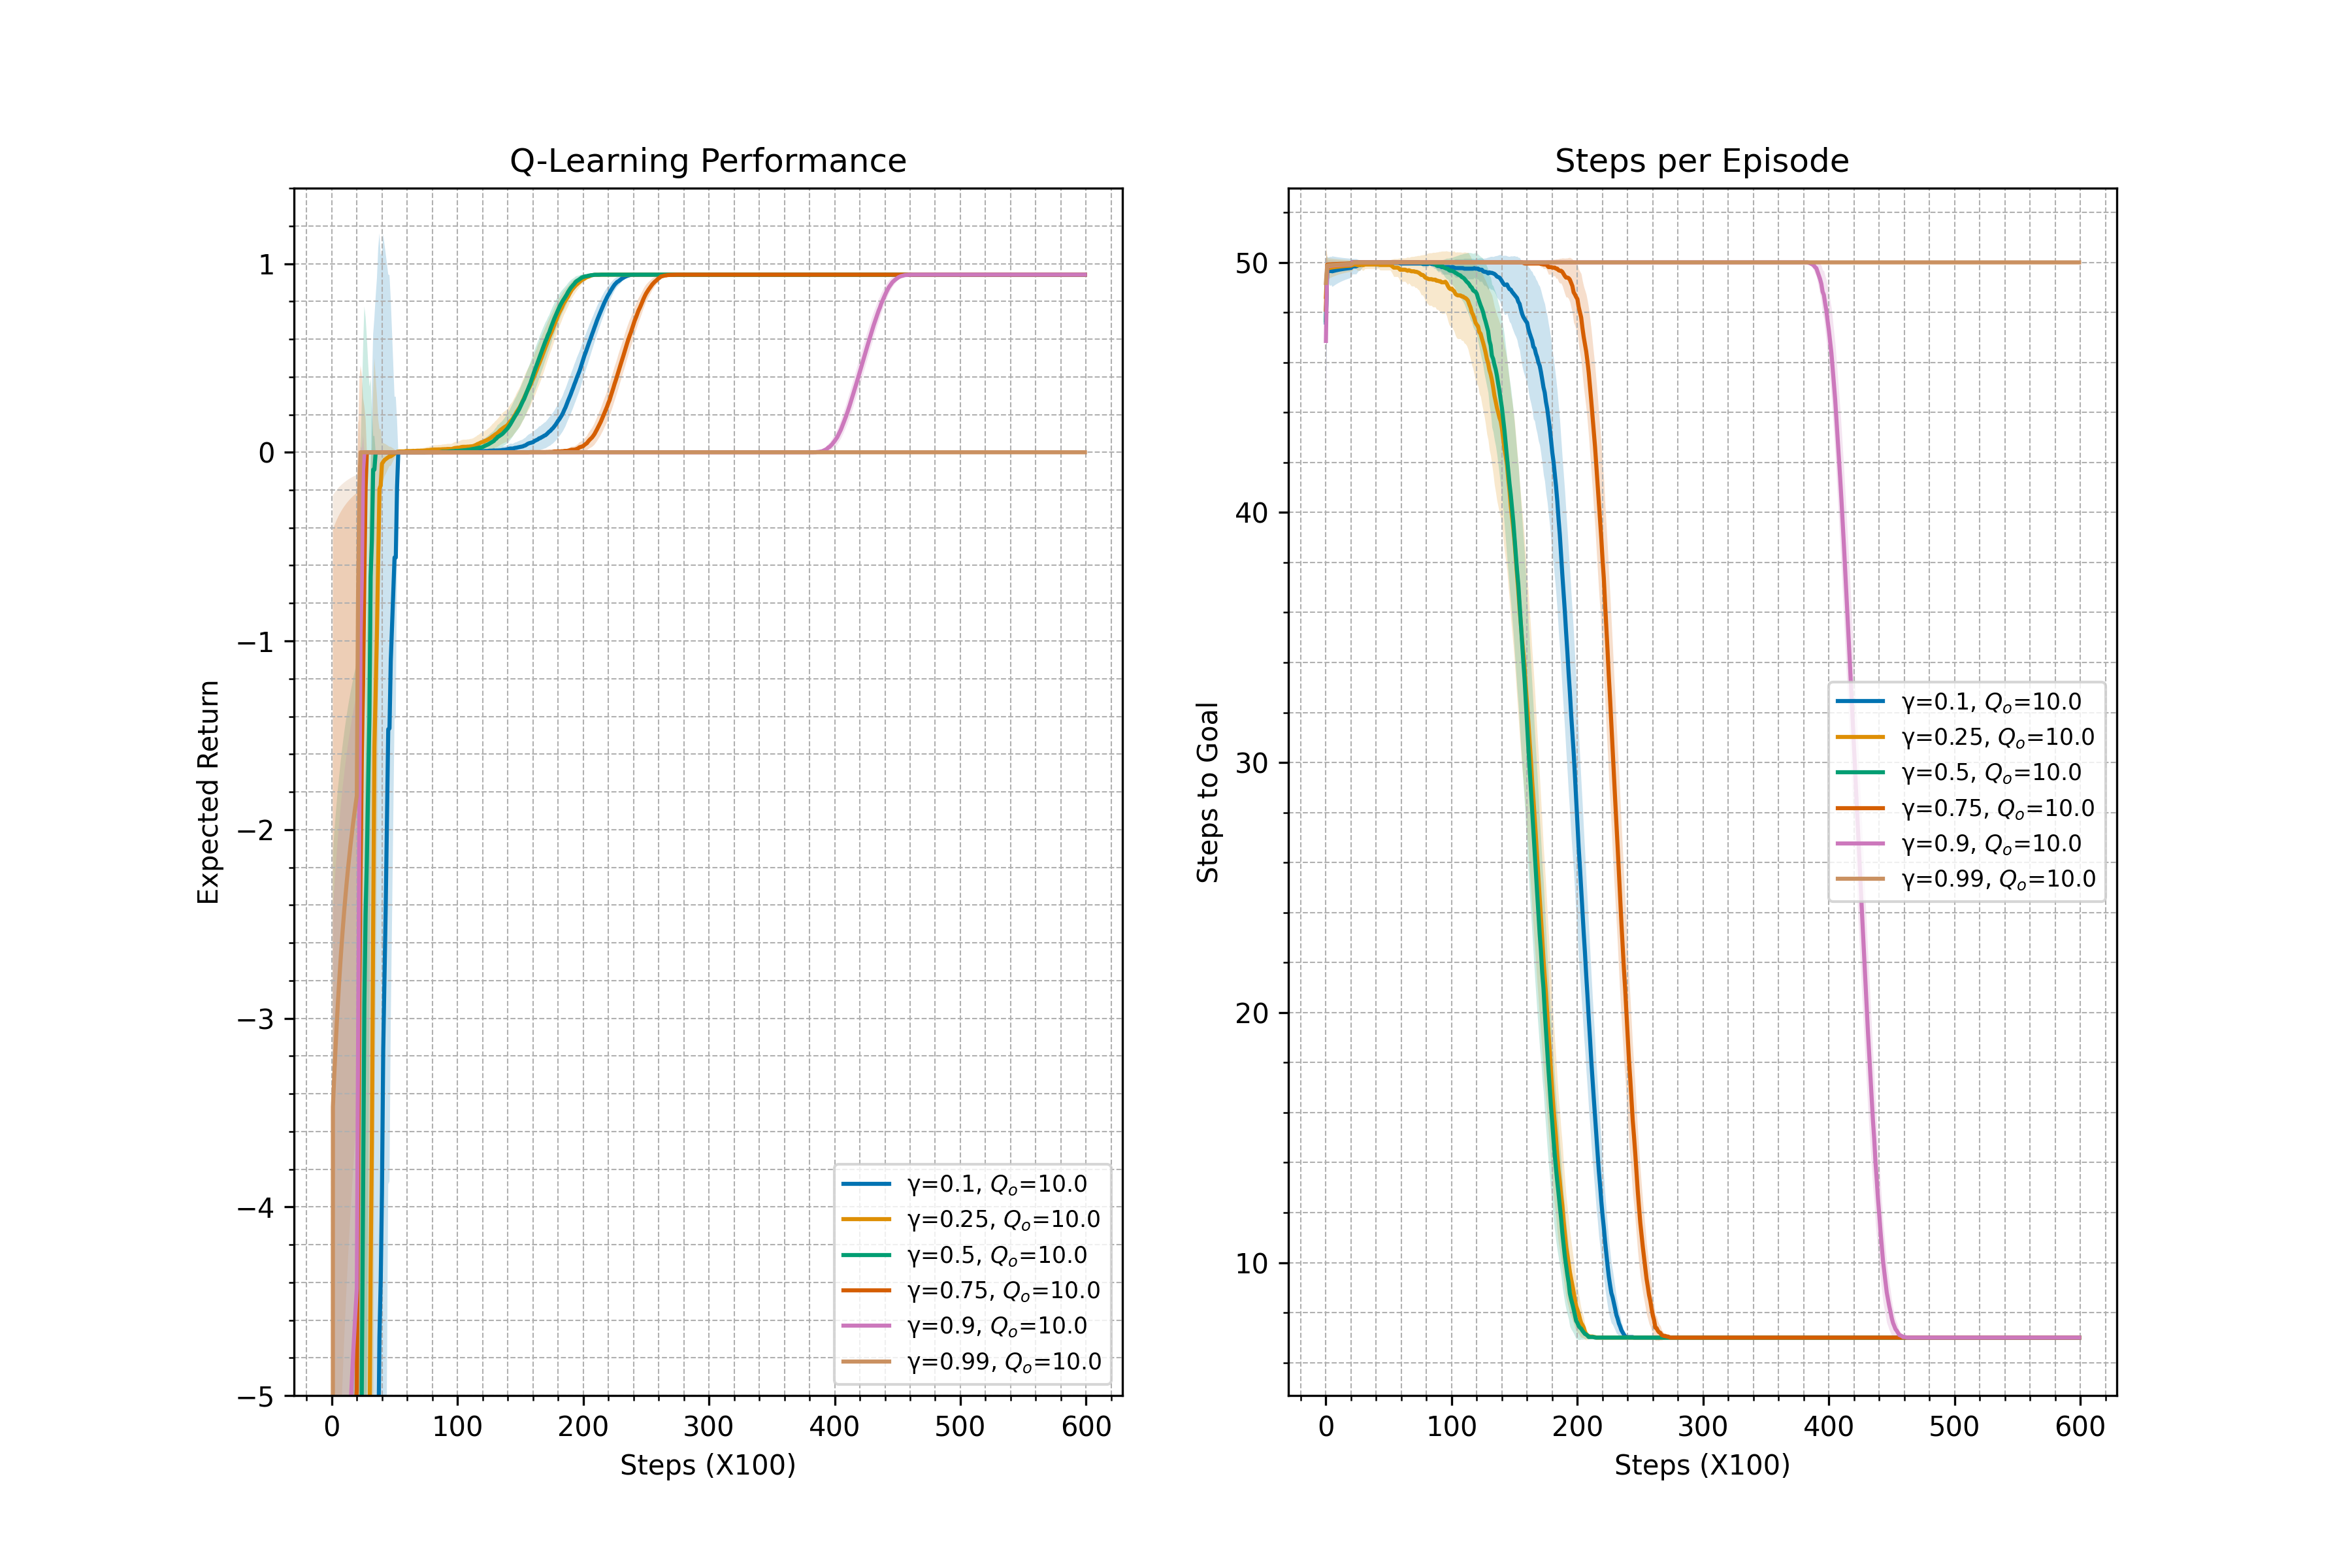 Q-Learning Performance
1
0
−1
−2
−3
−4
−5
Expected Return
0 100 200 300 400 500 600
Steps (X100)
γ=0.1, Qₒ=10.0
γ=0.25, Qₒ=10.0
γ=0.5, Qₒ=10.0
γ=0.75, Qₒ=10.0
γ=0.9, Qₒ=10.0
γ=0.99, Qₒ=10.0
Steps per Episode
50
40
30
20
10
Steps to Goal
0 100 200 300 400 500 600
Steps (X100)
γ=0.1, Qₒ=10.0
γ=0.25, Qₒ=10.0
γ=0.5, Qₒ=10.0
γ=0.75, Qₒ=10.0
γ=0.9, Qₒ=10.0
γ=0.99, Qₒ=10.0